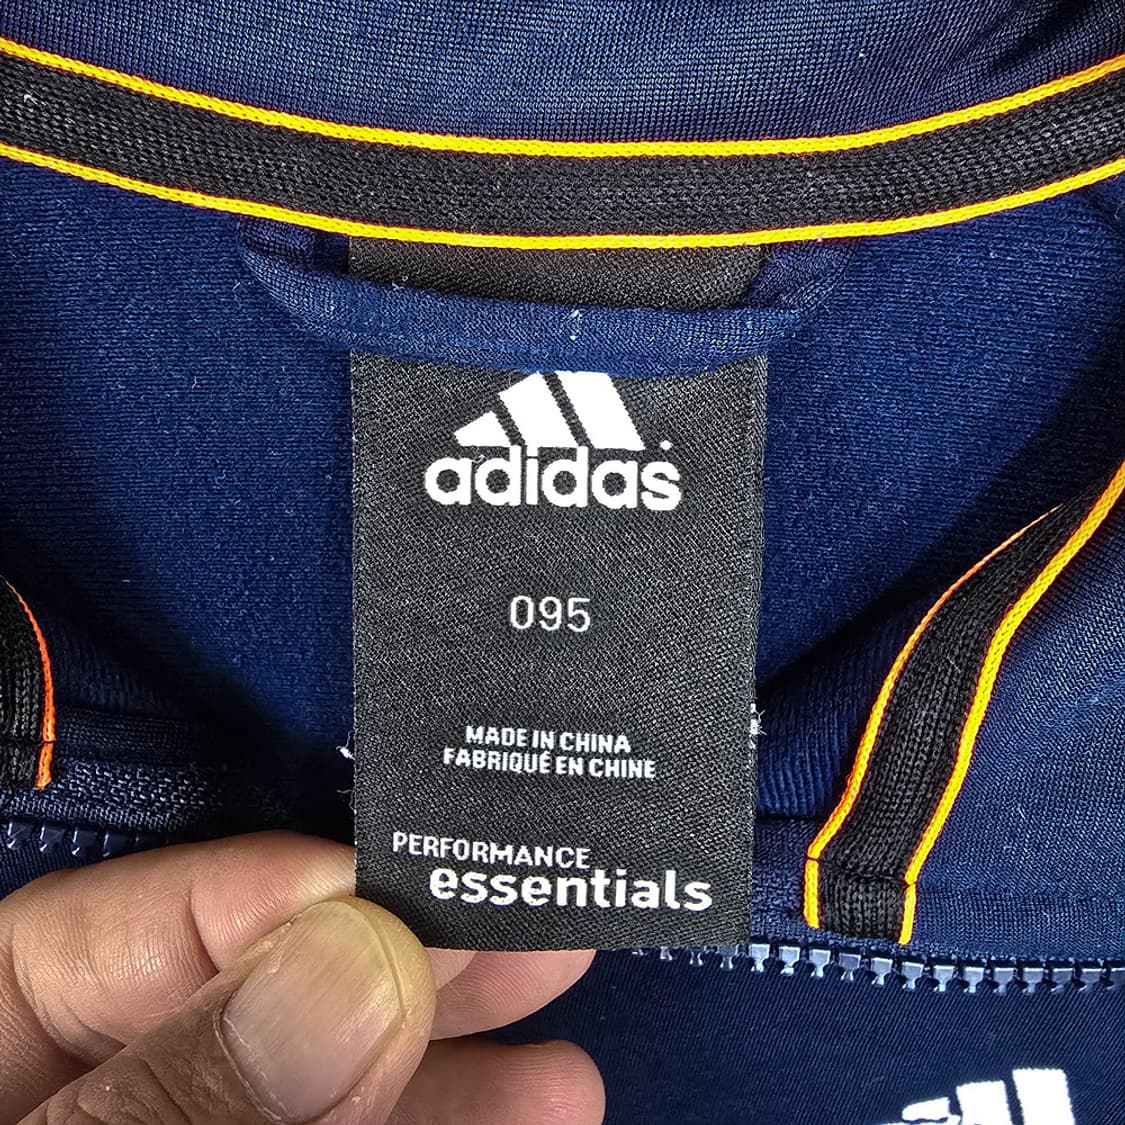 adidas
095
MADE IN CHINA
FABRIQUÉ EN CHINE
PERFORMANCE
essentials